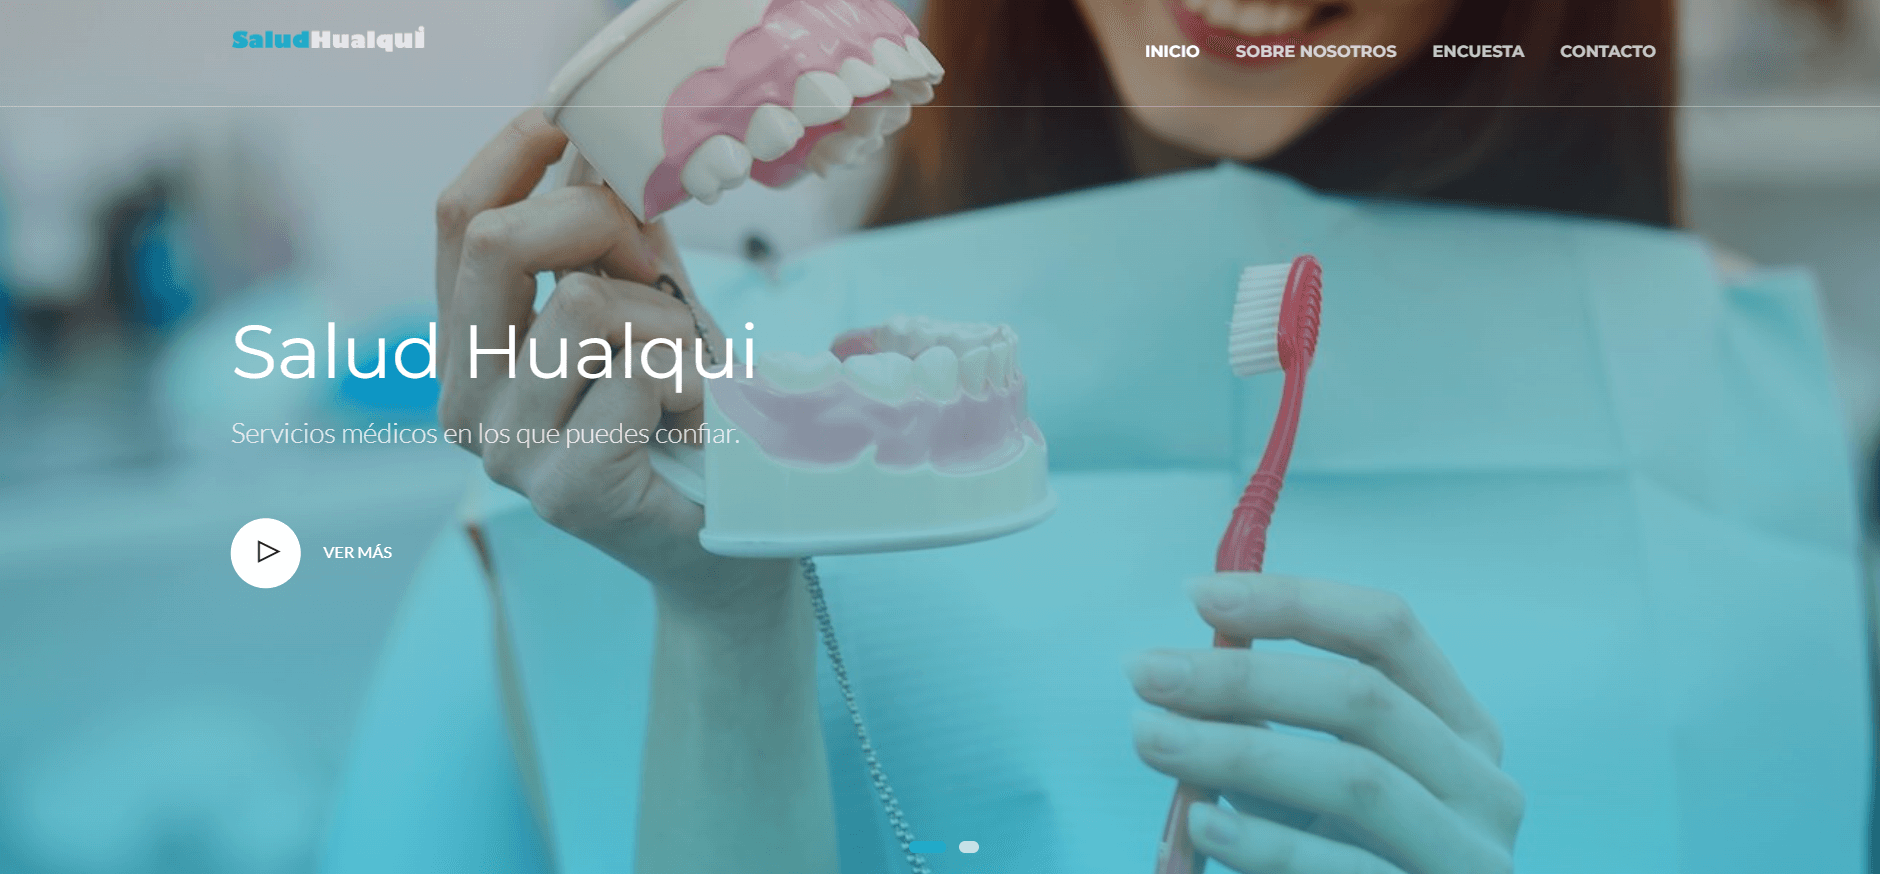 SaludHualqui
INICIO SOBRE NOSOTROS ENCUESTA CONTACTO
Salud Hualqui
Servicios médicos en los que puedes confiar.
VER MÁS